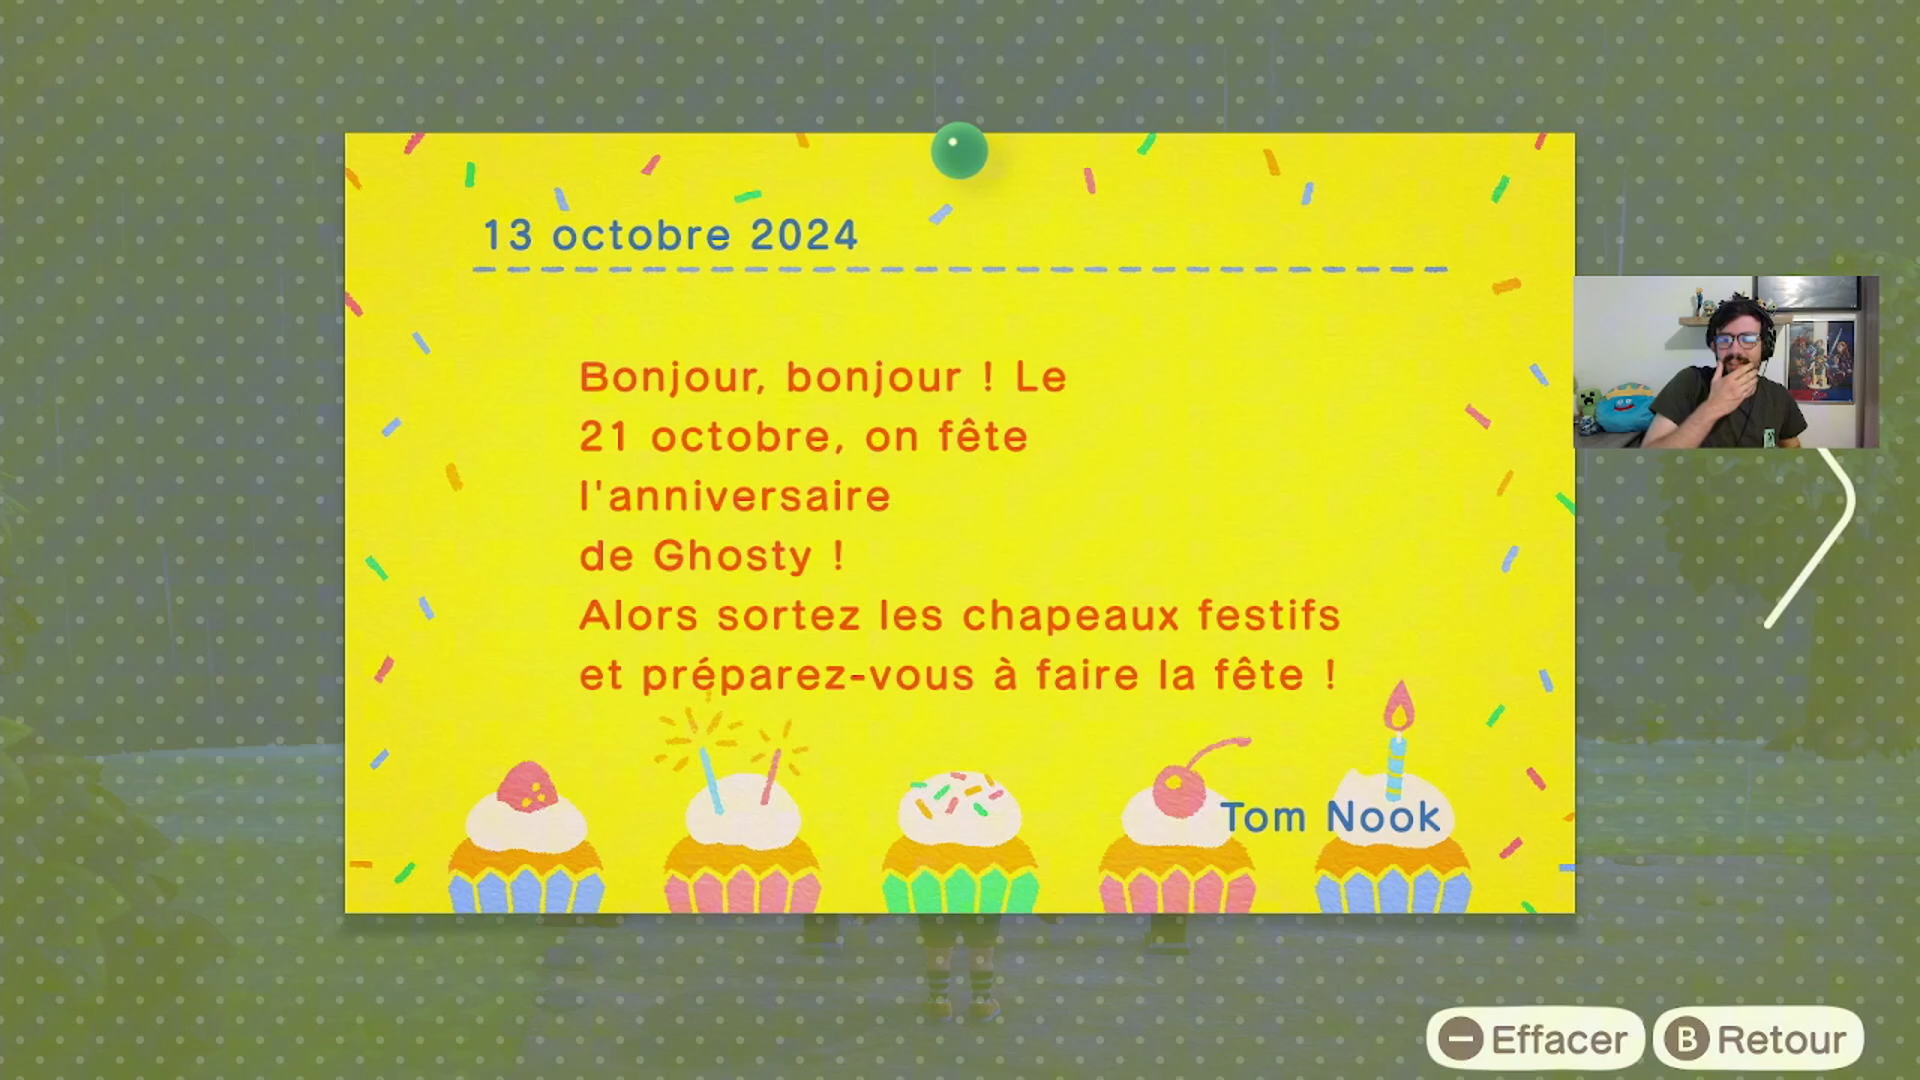 13 octobre 2024
Bonjour, bonjour ! Le
21 octobre, on fête
l'anniversaire
de Ghosty !
Alors sortez les chapeaux festifs
et préparez-vous à faire la fête !
Tom Nook
Effacer B Retour